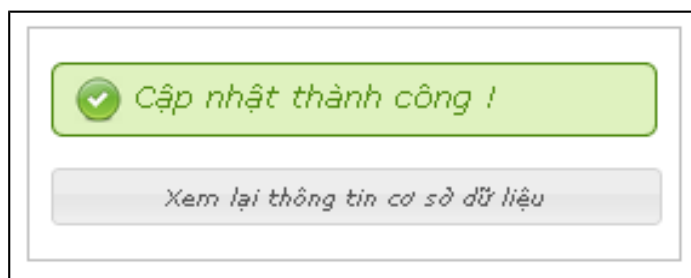 Cập nhật thành công !
Xem lại thông tin cơ sở dữ liệu